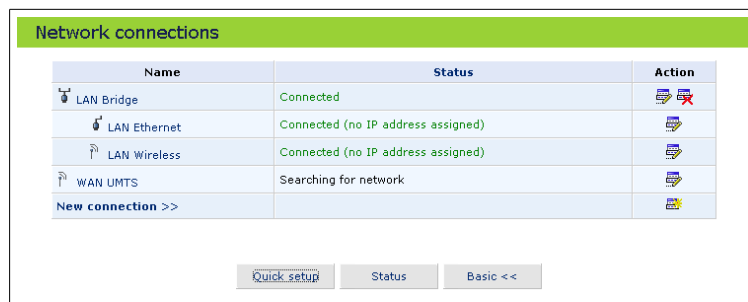 Network connections
Name Status Action
LAN Bridge Connected
LAN Ethernet Connected (no IP address assigned)
LAN Wireless Connected (no IP address assigned)
WAN UMTS Searching for network
New connection >>
Quick setup Status Basic <<